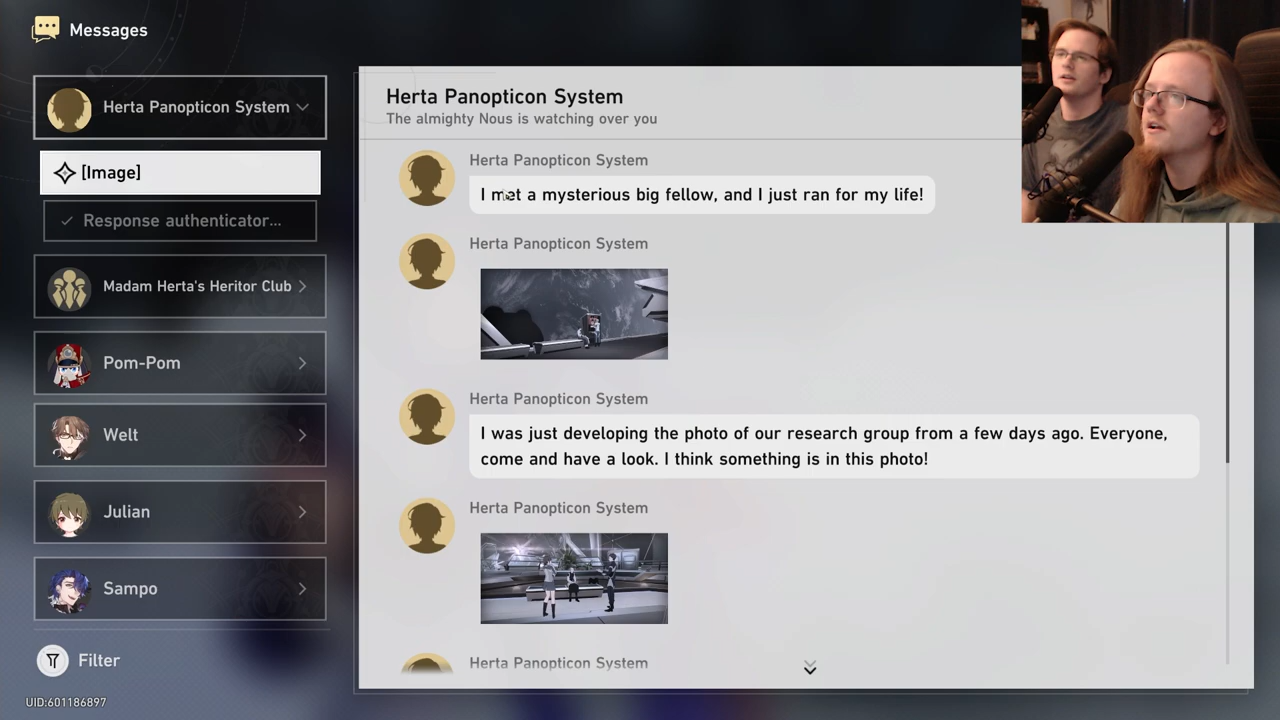 Messages
Herta Panopticon System
[Image]
Response authenticator...
Madam Herta's Heritor Club
Pom-Pom
Welt
Julian
Sampo
Filter
UID:601186897
Herta Panopticon System
The almighty Nous is watching over you
Herta Panopticon System
I met a mysterious big fellow, and I just ran for my life!
Herta Panopticon System
Herta Panopticon System
I was just developing the photo of our research group from a few days ago. Everyone,
come and have a look. I think something is in this photo!
Herta Panopticon System
Herta Panopticon System